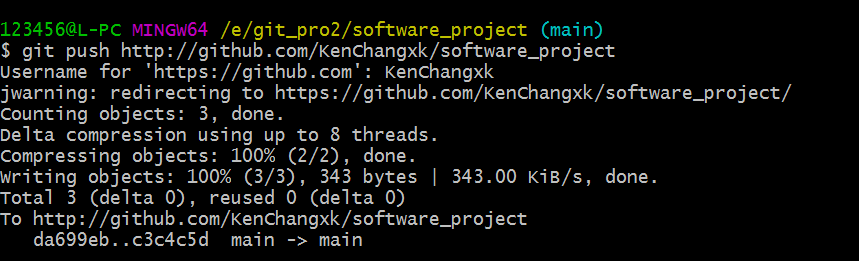 123456@L-PC MINGW64 /e/git_pro2/software_project (main)
$ git push http://github.com/KenChangxk/software_project
Username for 'https://github.com': KenChangxk
jwarning: redirecting to https://github.com/KenChangxk/software_project/
Counting objects: 3, done.
Delta compression using up to 8 threads.
Compressing objects: 100% (2/2), done.
Writing objects: 100% (3/3), 343 bytes | 343.00 KiB/s, done.
Total 3 (delta 0), reused 0 (delta 0)
To http://github.com/KenChangxk/software_project
   da699eb..c3c4c5d  main -> main